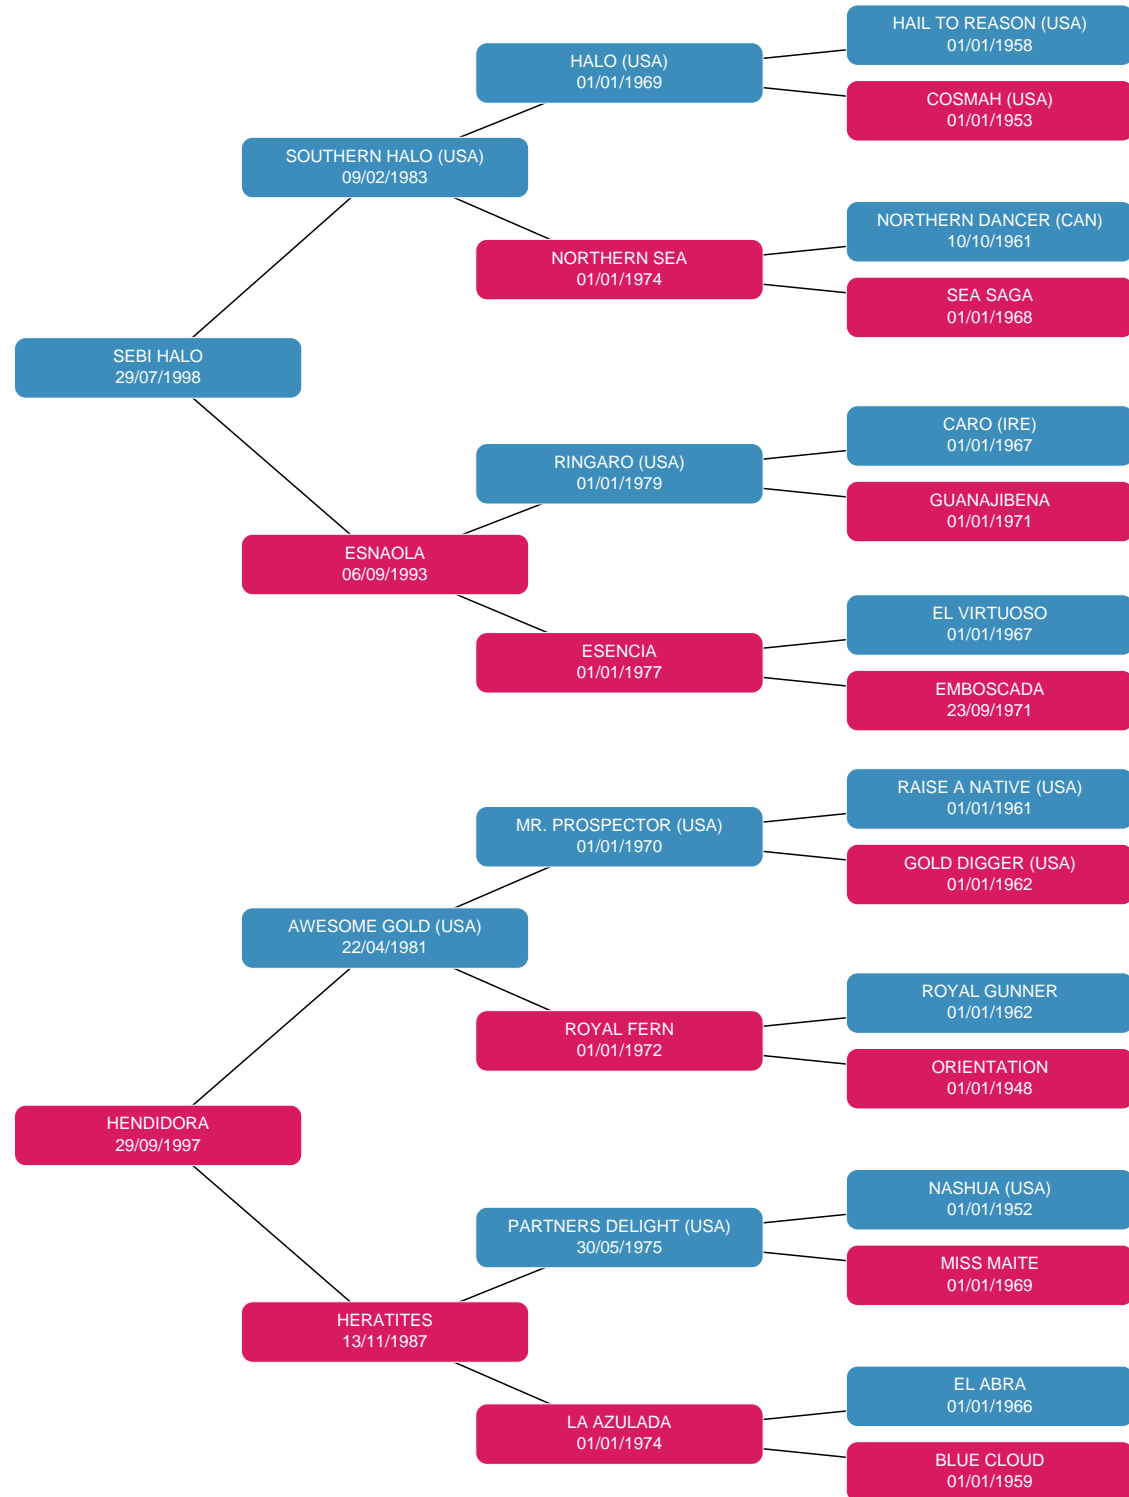 HAIL TO REASON (USA)
01/01/1958
HALO (USA)
01/01/1969
COSMAH (USA)
01/01/1953
SOUTHERN HALO (USA)
09/02/1983
NORTHERN DANCER (CAN)
10/10/1961
NORTHERN SEA
01/01/1974
SEA SAGA
01/01/1968
SEBI HALO
29/07/1998
CARO (IRE)
01/01/1967
RINGARO (USA)
01/01/1979
GUANAJIBENA
01/01/1971
ESNAOLA
06/09/1993
EL VIRTUOSO
01/01/1967
ESENCIA
01/01/1977
EMBOSCADA
23/09/1971
RAISE A NATIVE (USA)
01/01/1961
MR. PROSPECTOR (USA)
01/01/1970
GOLD DIGGER (USA)
01/01/1962
AWESOME GOLD (USA)
22/04/1981
ROYAL GUNNER
01/01/1962
ROYAL FERN
01/01/1972
ORIENTATION
01/01/1948
HENDIDORA
29/09/1997
NASHUA (USA)
01/01/1952
PARTNERS DELIGHT (USA)
30/05/1975
MISS MAITE
01/01/1969
HERATITES
13/11/1987
EL ABRA
01/01/1966
LA AZULADA
01/01/1974
BLUE CLOUD
01/01/1959